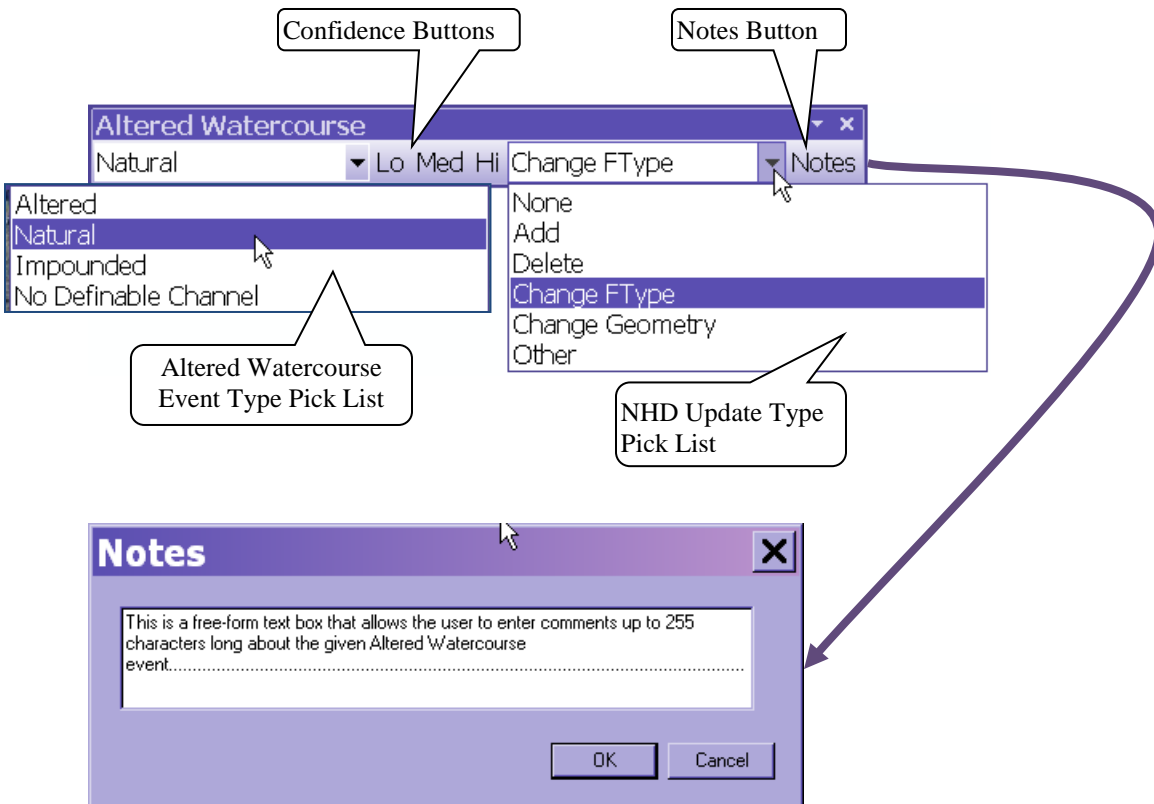 Confidence Buttons
Notes Button
Altered Watercourse
Natural
Lo Med Hi
Change FType
Notes
Altered
Natural
Impounded
No Definable Channel
None
Add
Delete
Change FType
Change Geometry
Other
Altered Watercourse
Event Type Pick List
NHD Update Type
Pick List
Notes
This is a free-form text box that allows the user to enter comments up to 255
characters long about the given Altered Watercourse
event....................................................................................................................................................
OK
Cancel